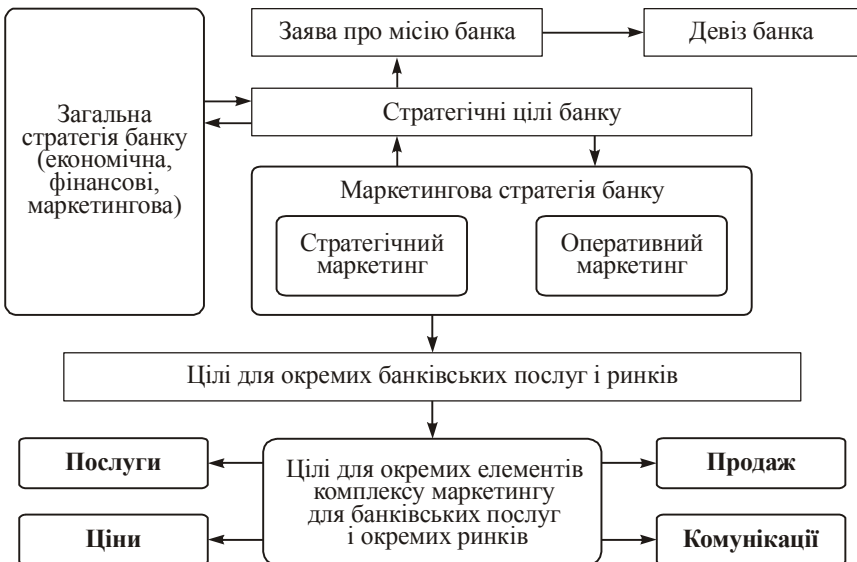 Заява про місію банка
Девіз банка
Загальна
стратегія банку
(економічна,
фінансові,
маркетингова)
Стратегічні цілі банку
Маркетингова стратегія банку
Стратегічний
маркетинг
Оперативний
маркетинг
Цілі для окремих банківських послуг і ринків
Послуги
Ціни
Цілі для окремих елементів
комплексу маркетингу
для банківських послуг
і окремих ринків
Продаж
Комунікації